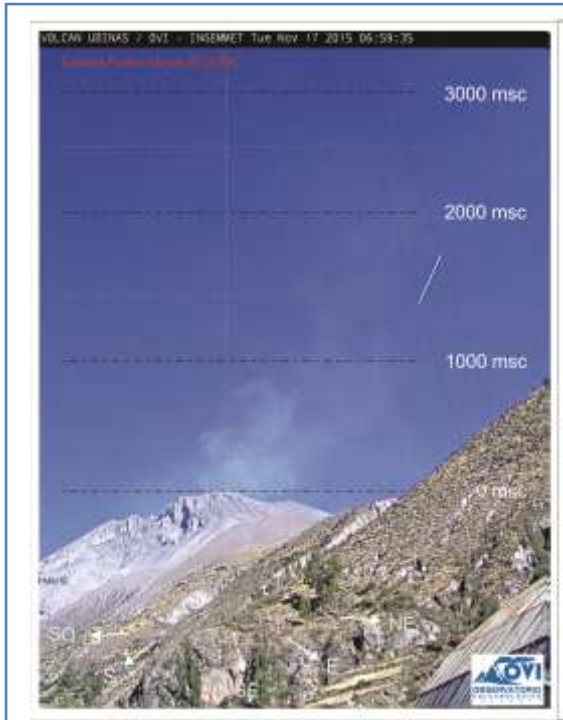 VOLCAN UBINAS / OVI - INGEMMET Tue Nov 17 2015 06:59:35
3000 msc
2000 msc
1000 msc
0 msc
SO
NE
S
E
SE
OVI
OBSERVATORIO